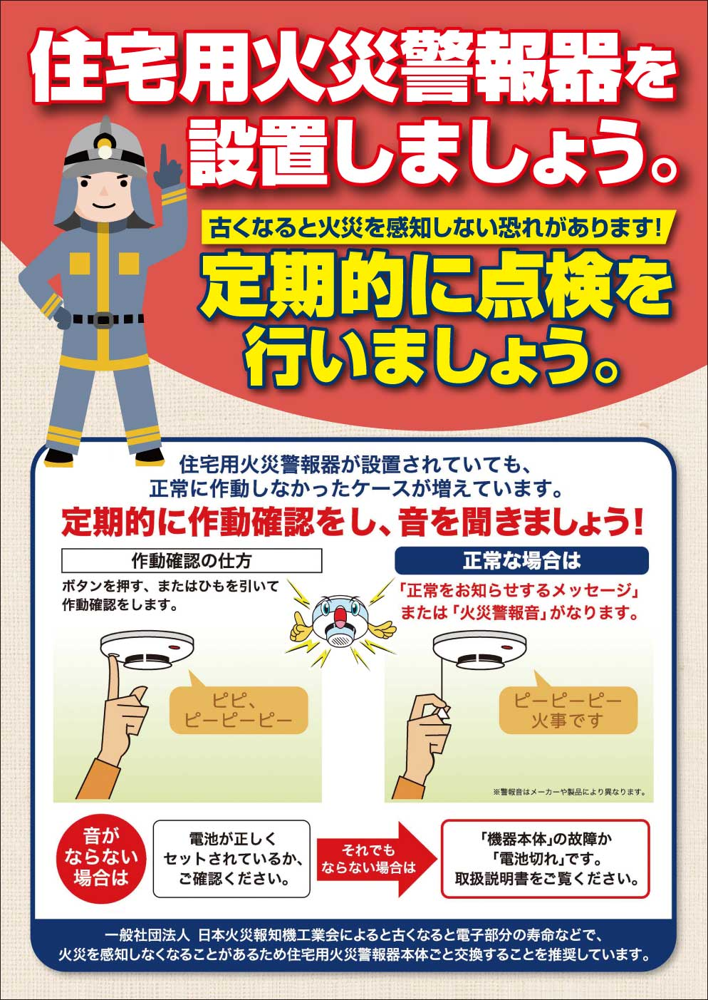 住宅用火災警報器を
設置しましょう。
古くなると火災を感知しない恐れがあります!
定期的に点検を
行いましょう。
住宅用火災警報器が設置されていても、
正常に作動しなかったケースが増えています。
定期的に作動確認をし、音を聞きましょう!
作動確認の仕方
ボタンを押す、またはひもを引いて
作動確認をします。
正常な場合は
「正常をお知らせするメッセージ」
または「火災警報音」がなります。
ピピ、
ピーピーピー
ピーピーピー
火事です
※警報音はメーカーや製品により異なります。
音が
ならない
場合は
電池が正しく
セットされているか、
ご確認ください。
それでも
ならない場合は
「機器本体」の故障か
「電池切れ」です。
取扱説明書をご覧ください。
一般社団法人 日本火災報知機工業会によると古くなると電子部分の寿命などで、
火災を感知しなくなることがあるため住宅用火災警報器本体ごと交換することを推奨しています。